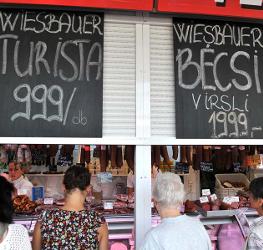 WIESBAUER
TURISTA
999/db
WIESBAUER
BÉCSI
VIRSLI
1999.-